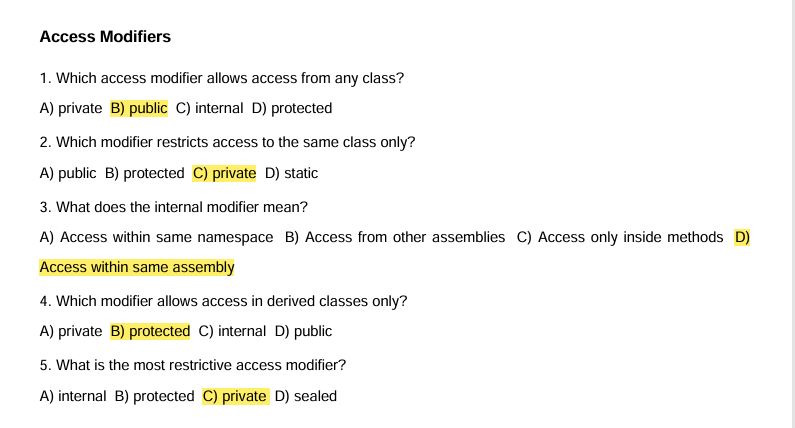 Access Modifiers
1. Which access modifier allows access from any class?
A) private B) public C) internal D) protected
2. Which modifier restricts access to the same class only?
A) public B) protected C) private D) static
3. What does the internal modifier mean?
A) Access within same namespace B) Access from other assemblies C) Access only inside methods D)
Access within same assembly
4. Which modifier allows access in derived classes only?
A) private B) protected C) internal D) public
5. What is the most restrictive access modifier?
A) internal B) protected C) private D) sealed